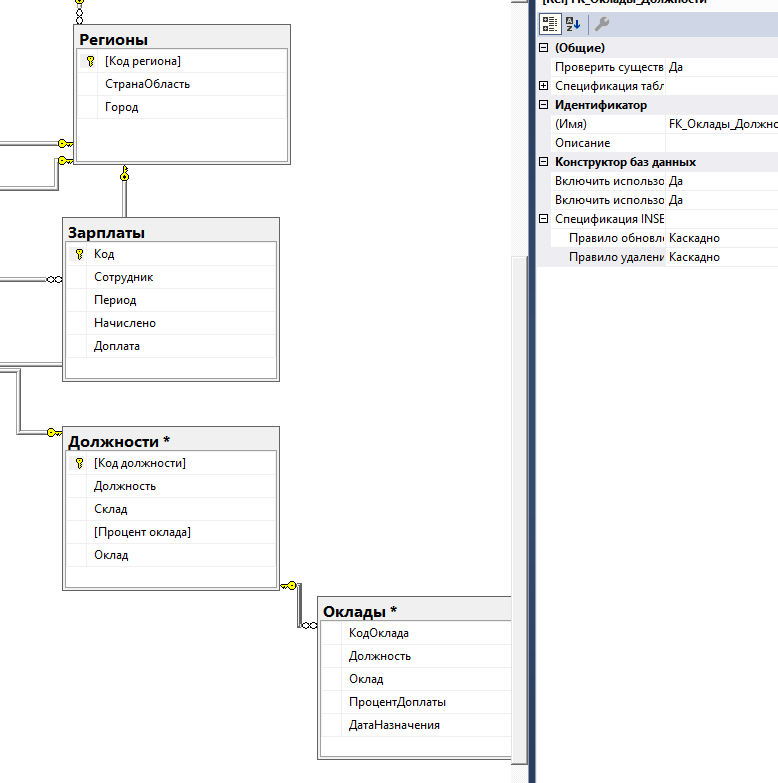 [Rel] FK_Оклады_Должности
Регионы
[Код региона]
СтранаОбласть
Город
Зарплаты
Код
Сотрудник
Период
Начислено
Доплата
Должности *
[Код должности]
Должность
Склад
[Процент оклада]
Оклад
Оклады *
КодОклада
Должность
Оклад
ПроцентДоплаты
ДатаНазначения
(Общие)
Проверить существ Да
Спецификация табл
Идентификатор
(Имя) FK_Оклады_Должно
Описание
Конструктор баз данных
Включить использо Да
Включить использо Да
Спецификация INSE
Правило обновле Каскадно
Правило удалени Каскадно